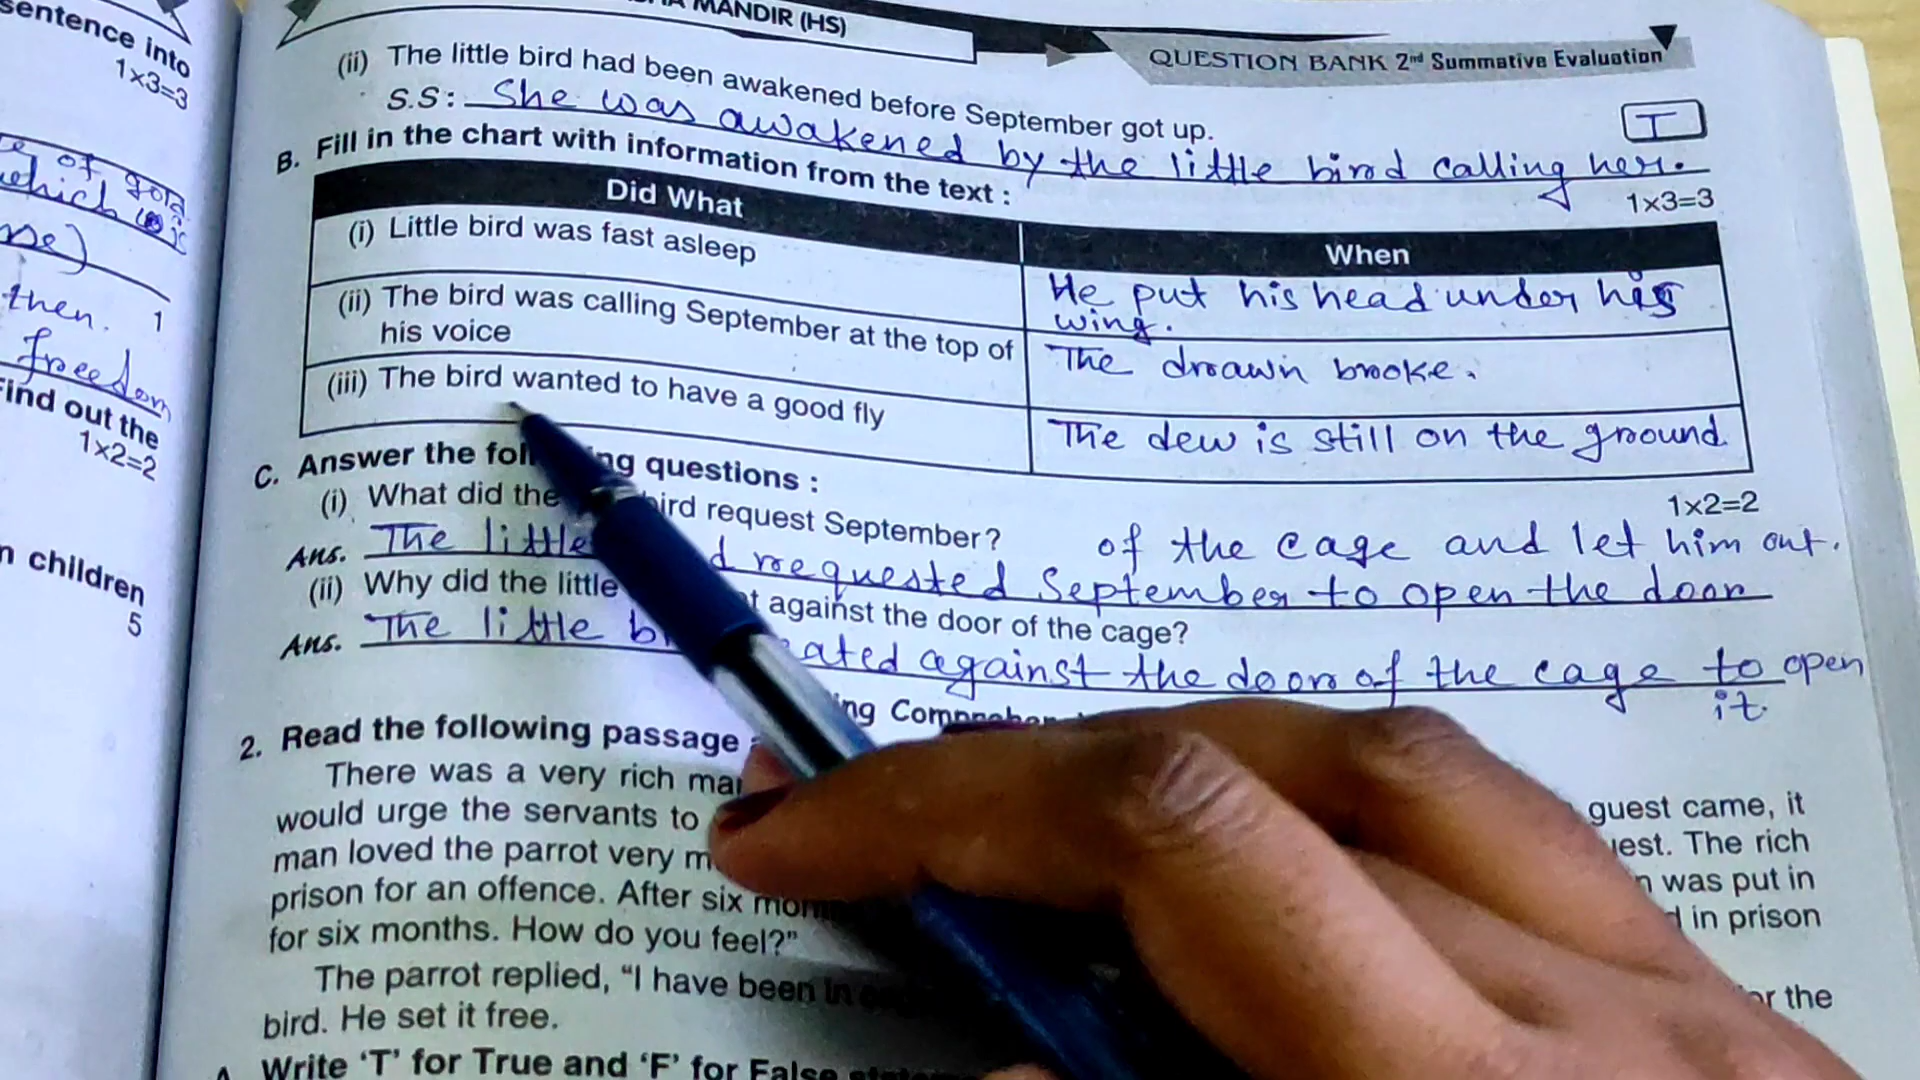 sentence into
1×3=3
of gold
which is
then. 1
freedom
Find out the
1×2=2
children
5
MANDIR (HS)
QUESTION BANK 2nd Summative Evaluation
(ii) The little bird had been awakened before September got up. T
S.S: She was awakened by the little bird calling her.
B. Fill in the chart with information from the text :
1×3=3
Did What When
(i) Little bird was fast asleep He put his head under his
wing.
(ii) The bird was calling September at the top of The drawn broke.
his voice
(iii) The bird wanted to have a good fly The dew is still on the ground
C. Answer the questions :
1×2=2
(i) What did the bird request September?
of the cage and let him out.
Ans. The little requested September to open the door
(ii) Why did the little against the door of the cage?
Ans. The little against the door of the cage to open
it.
2. Read the following passage
There was a very rich
would urge the servants to guest came, it
man loved the parrot very The rich
prison for an offence. After six was put in
for six months. How do you feel?" in prison
The parrot replied, "I have been in the
bird. He set it free.
Write 'T' for True and 'F' for False